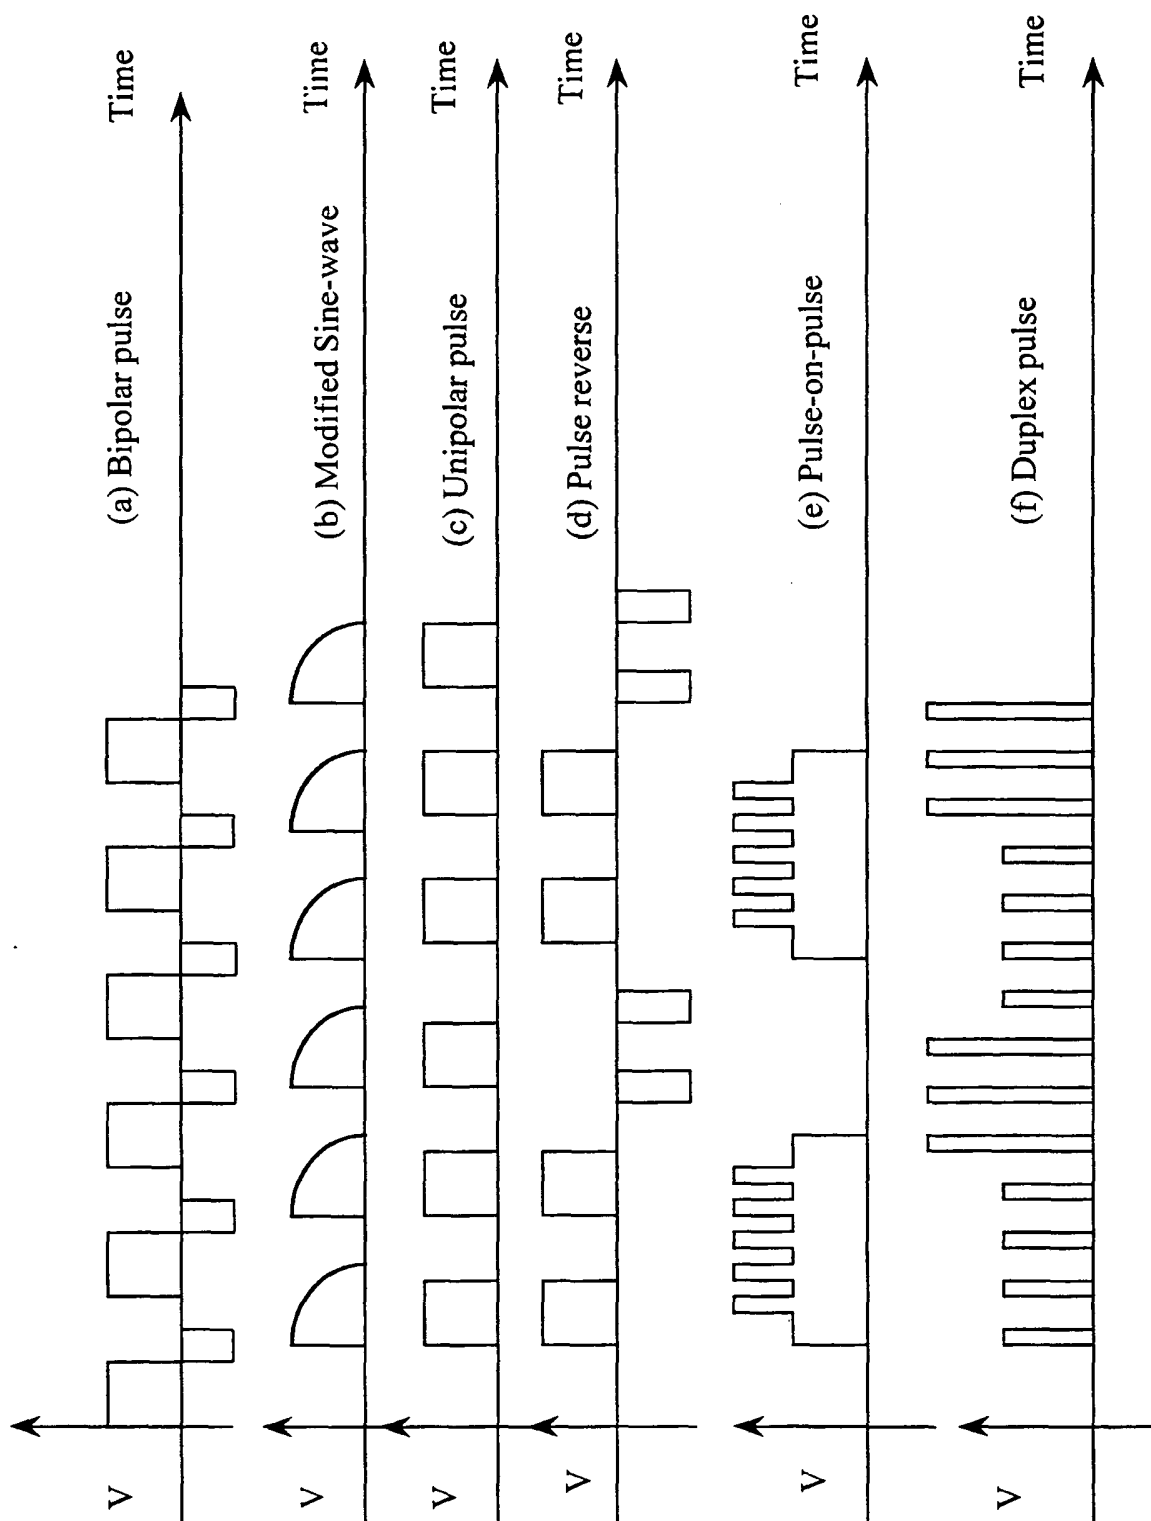 V
(a) Bipolar pulse
Time
V
(b) Modified Sine-wave
Time
V
(c) Unipolar pulse
Time
V
(d) Pulse reverse
Time
V
(e) Pulse-on-pulse
Time
V
(f) Duplex pulse
Time